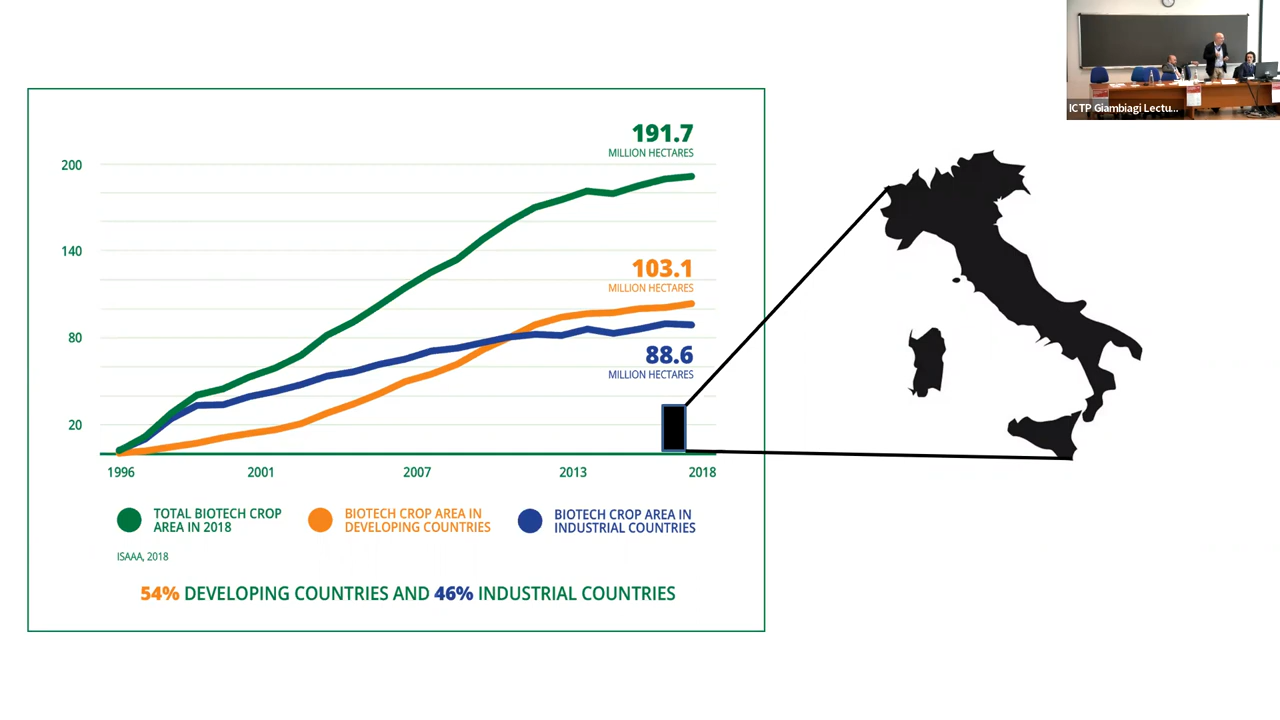 ICTP Giambiagi Lectu...
191.7
MILLION HECTARES
200
140
103.1
MILLION HECTARES
80
88.6
MILLION HECTARES
20
1996 2001 2007 2013 2018
TOTAL BIOTECH CROP
AREA IN 2018
BIOTECH CROP AREA IN
DEVELOPING COUNTRIES
BIOTECH CROP AREA IN
INDUSTRIAL COUNTRIES
ISAAA, 2018
54% DEVELOPING COUNTRIES AND 46% INDUSTRIAL COUNTRIES